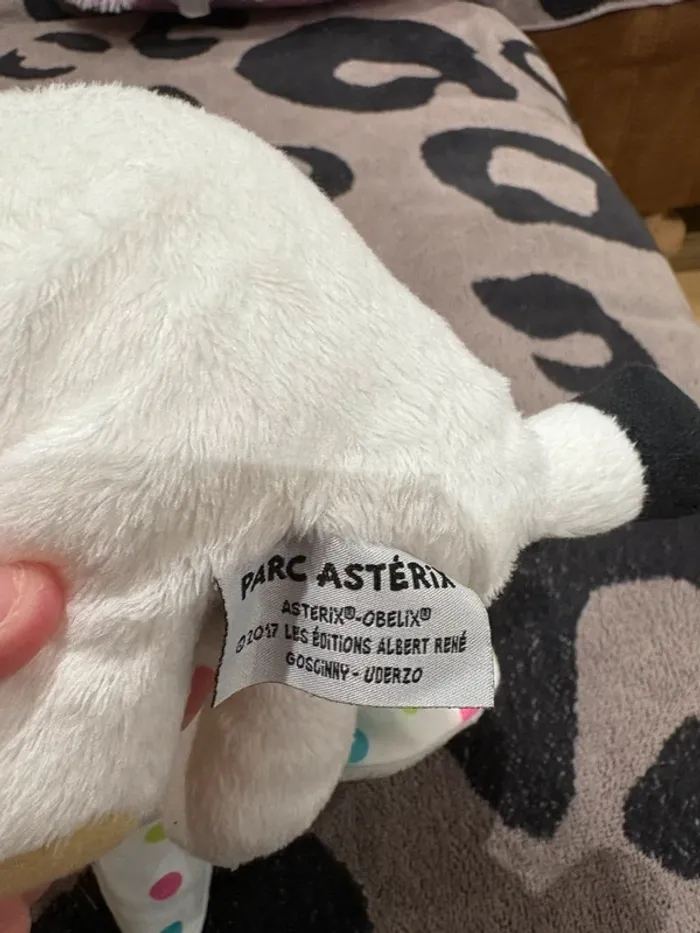 PARC ASTÉRiX
ASTERIX®-OBELIX®
©2017 LES ÉDITIONS ALBERT RENÉ
GOSCINNY - UDERZO